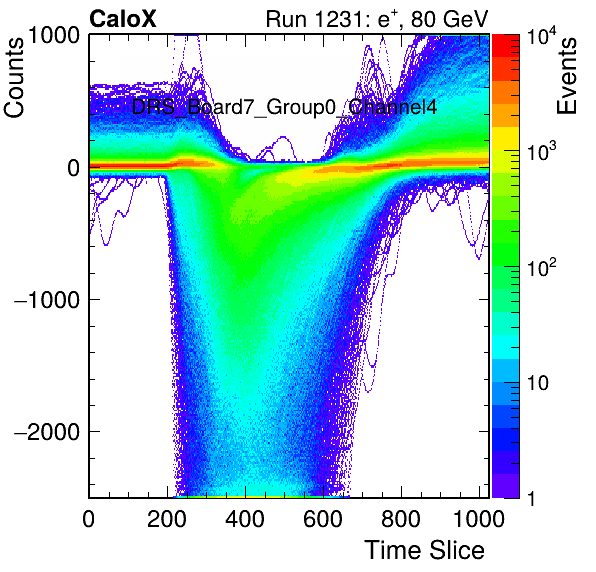 CaloX Run 1231: e⁺, 80 GeV
Counts
Events
DRS_Board7_Group0_Channel4
1000
0
−1000
−2000
0 200 400 600 800 1000
Time Slice
10⁴
10³
10²
10
1